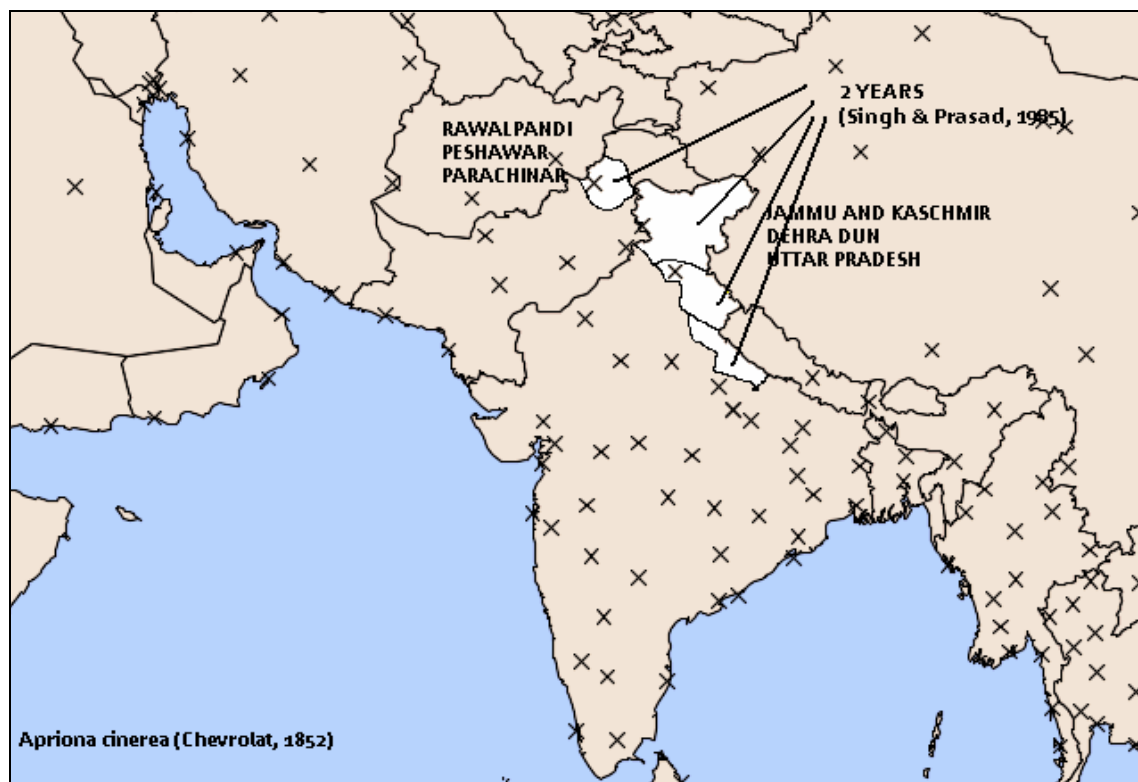 2 YEARS
(Singh & Prasad, 1985)
RAWALPANDI
PESHAWAR
PARACHINAR
JAMMU AND KASCHMIR
DEHRA DUN
UTTAR PRADESH
Apriona cinerea (Chevrolat, 1852)